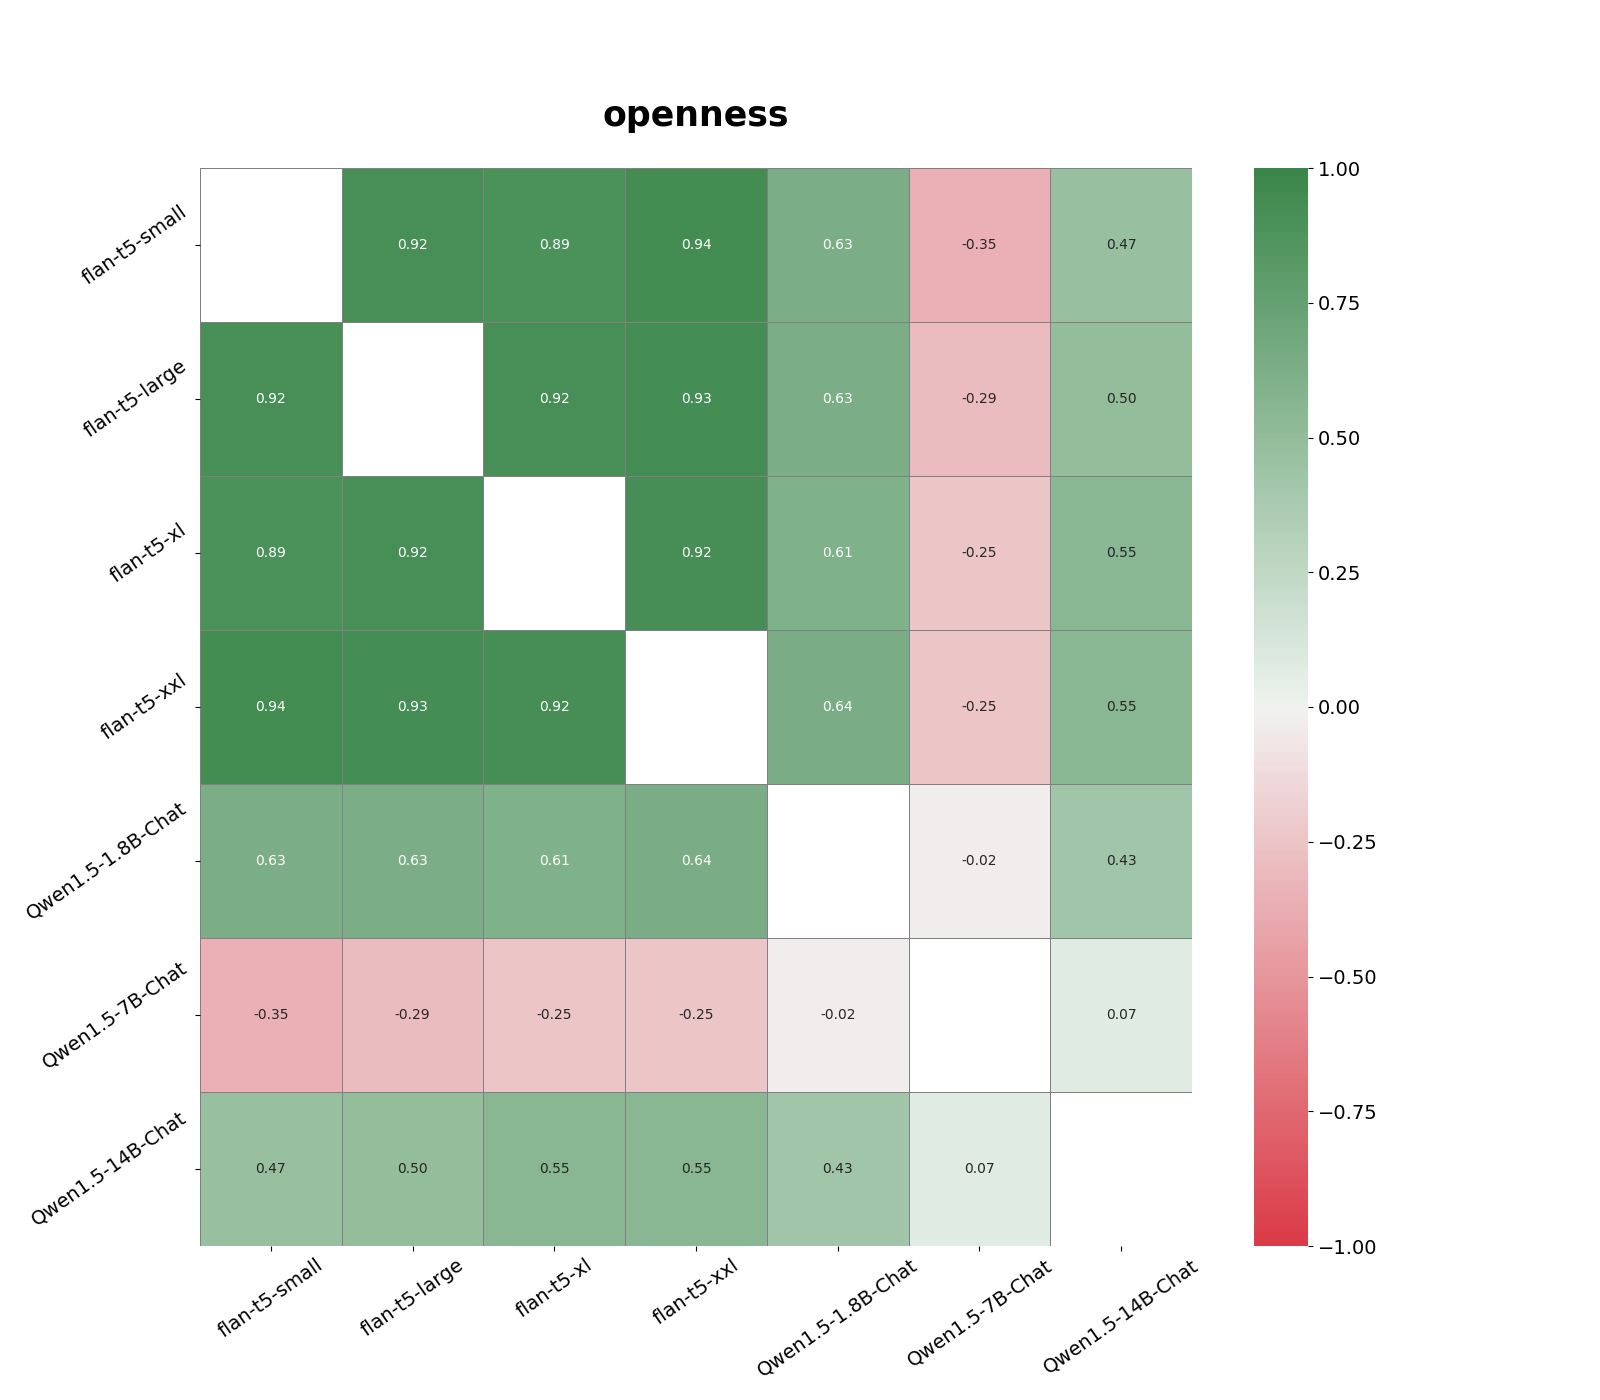 openness
flan-t5-small
0.92 0.89 0.94 0.63 -0.35 0.47
flan-t5-large
0.92 0.92 0.93 0.63 -0.29 0.50
flan-t5-xl
0.89 0.92 0.92 0.61 -0.25 0.55
flan-t5-xxl
0.94 0.93 0.92 0.64 -0.25 0.55
Qwen1.5-1.8B-Chat
0.63 0.63 0.61 0.64 -0.02 0.43
Qwen1.5-7B-Chat
-0.35 -0.29 -0.25 -0.25 -0.02 0.07
Qwen1.5-14B-Chat
0.47 0.50 0.55 0.55 0.43 0.07
flan-t5-small
flan-t5-large
flan-t5-xl
flan-t5-xxl
Qwen1.5-1.8B-Chat
Qwen1.5-7B-Chat
Qwen1.5-14B-Chat
1.00
0.75
0.50
0.25
0.00
−0.25
−0.50
−0.75
−1.00